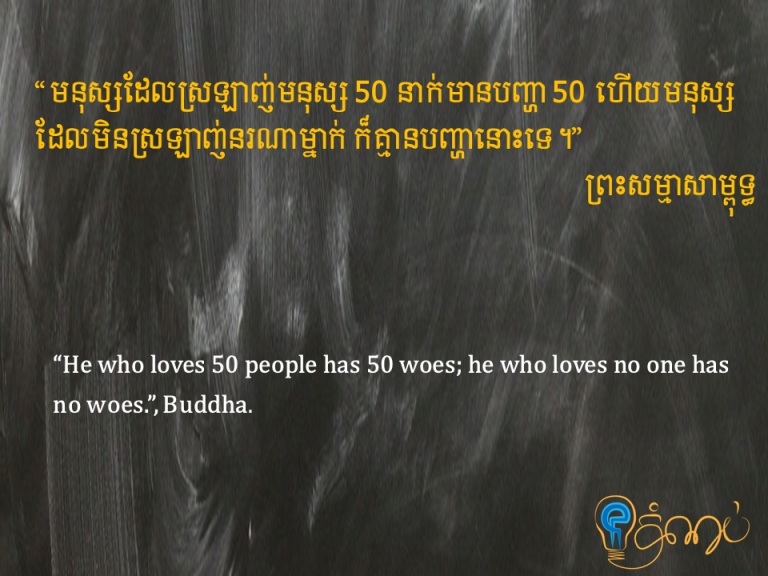 “ មនុស្សដែលស្រឡាញ់មនុស្ស 50 នាក់មានបញ្ហា 50 ហើយមនុស្ស
ដែលមិនស្រឡាញ់នរណាម្នាក់ ក៏គ្មានបញ្ហានោះទេ ។”
ព្រះសម្មាសាម្ពុទ្ធ
“He who loves 50 people has 50 woes; he who loves no one has
no woes.”, Buddha.